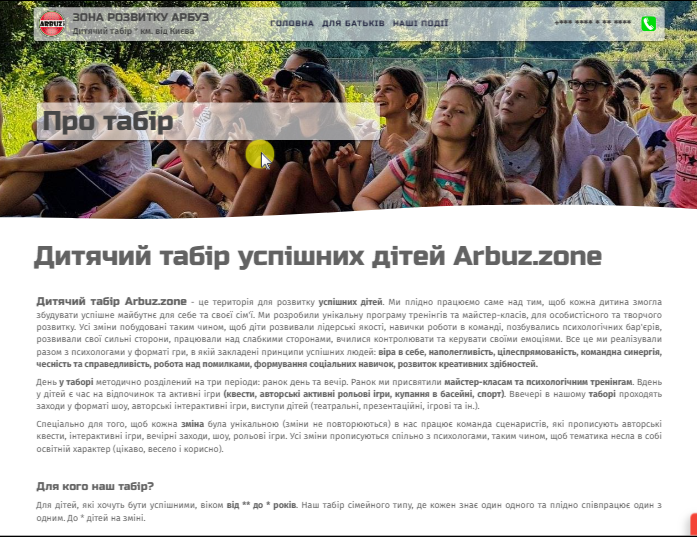 ЗОНА РОЗВИТКУ АРБУЗ
Дитячий табір * км. від Києва
ARBUZ
ГОЛОВНА ДЛЯ БАТЬКІВ НАШІ ПОДІЇ
+*** **** * ** ****
Про табір
Дитячий табір успішних дітей Arbuz.zone
Дитячий табір Arbuz.zone - це територія для розвитку успішних дітей. Ми плідно працюємо саме над тим, щоб кожна дитина змогла
збудувати успішне майбутнє для себе та своєї сім'ї. Ми розробили унікальну програму тренінгів та майстер-класів, для особистісного та творчого
розвитку. Усі зміни побудовані таким чином, щоб діти розвивали лідерські якості, навички роботи в команді, позбувались психологічних бар'єрів,
розвивали свої сильні сторони, працювали над слабкими сторонами, вчилися контролювати та керувати своїми емоціями. Все це ми реалізували
разом з психологами у форматі гри, в якій закладені принципи успішних людей: віра в себе, наполегливість, цілеспрямованість, командна синергія,
чесність та справедливість, робота над помилками, формування соціальних навичок, розвиток креативних здібностей.
День у таборі методично розділений на три періоди: ранок день та вечір. Ранок ми присвятили майстер-класам та психологічним тренінгам. Вдень
у дітей є час на відпочинок та активні ігри (квести, авторські активні рольові ігри, купання в басейні, спорт). Ввечері в нашому таборі проходять
заходи у форматі шоу, авторські інтерактивні ігри, виступи дітей (театральні, презентаційні, ігрові та ін.).
Спеціально для того, щоб кожна зміна була унікальною (зміни не повторюються) в нас працює команда сценаристів, які прописують авторські
квести, інтерактивні ігри, вечірні заходи, шоу, рольові ігри. Усі зміни прописуються спільно з психологами, таким чином, щоб тематика несла в собі
освітній характер (цікаво, весело і корисно).
Для кого наш табір?
Для дітей, які хочуть бути успішними, віком від ** до * років. Наш табір сімейного типу, де кожен знає один одного та плідно співпрацює один з
одним. До * дітей на зміні.